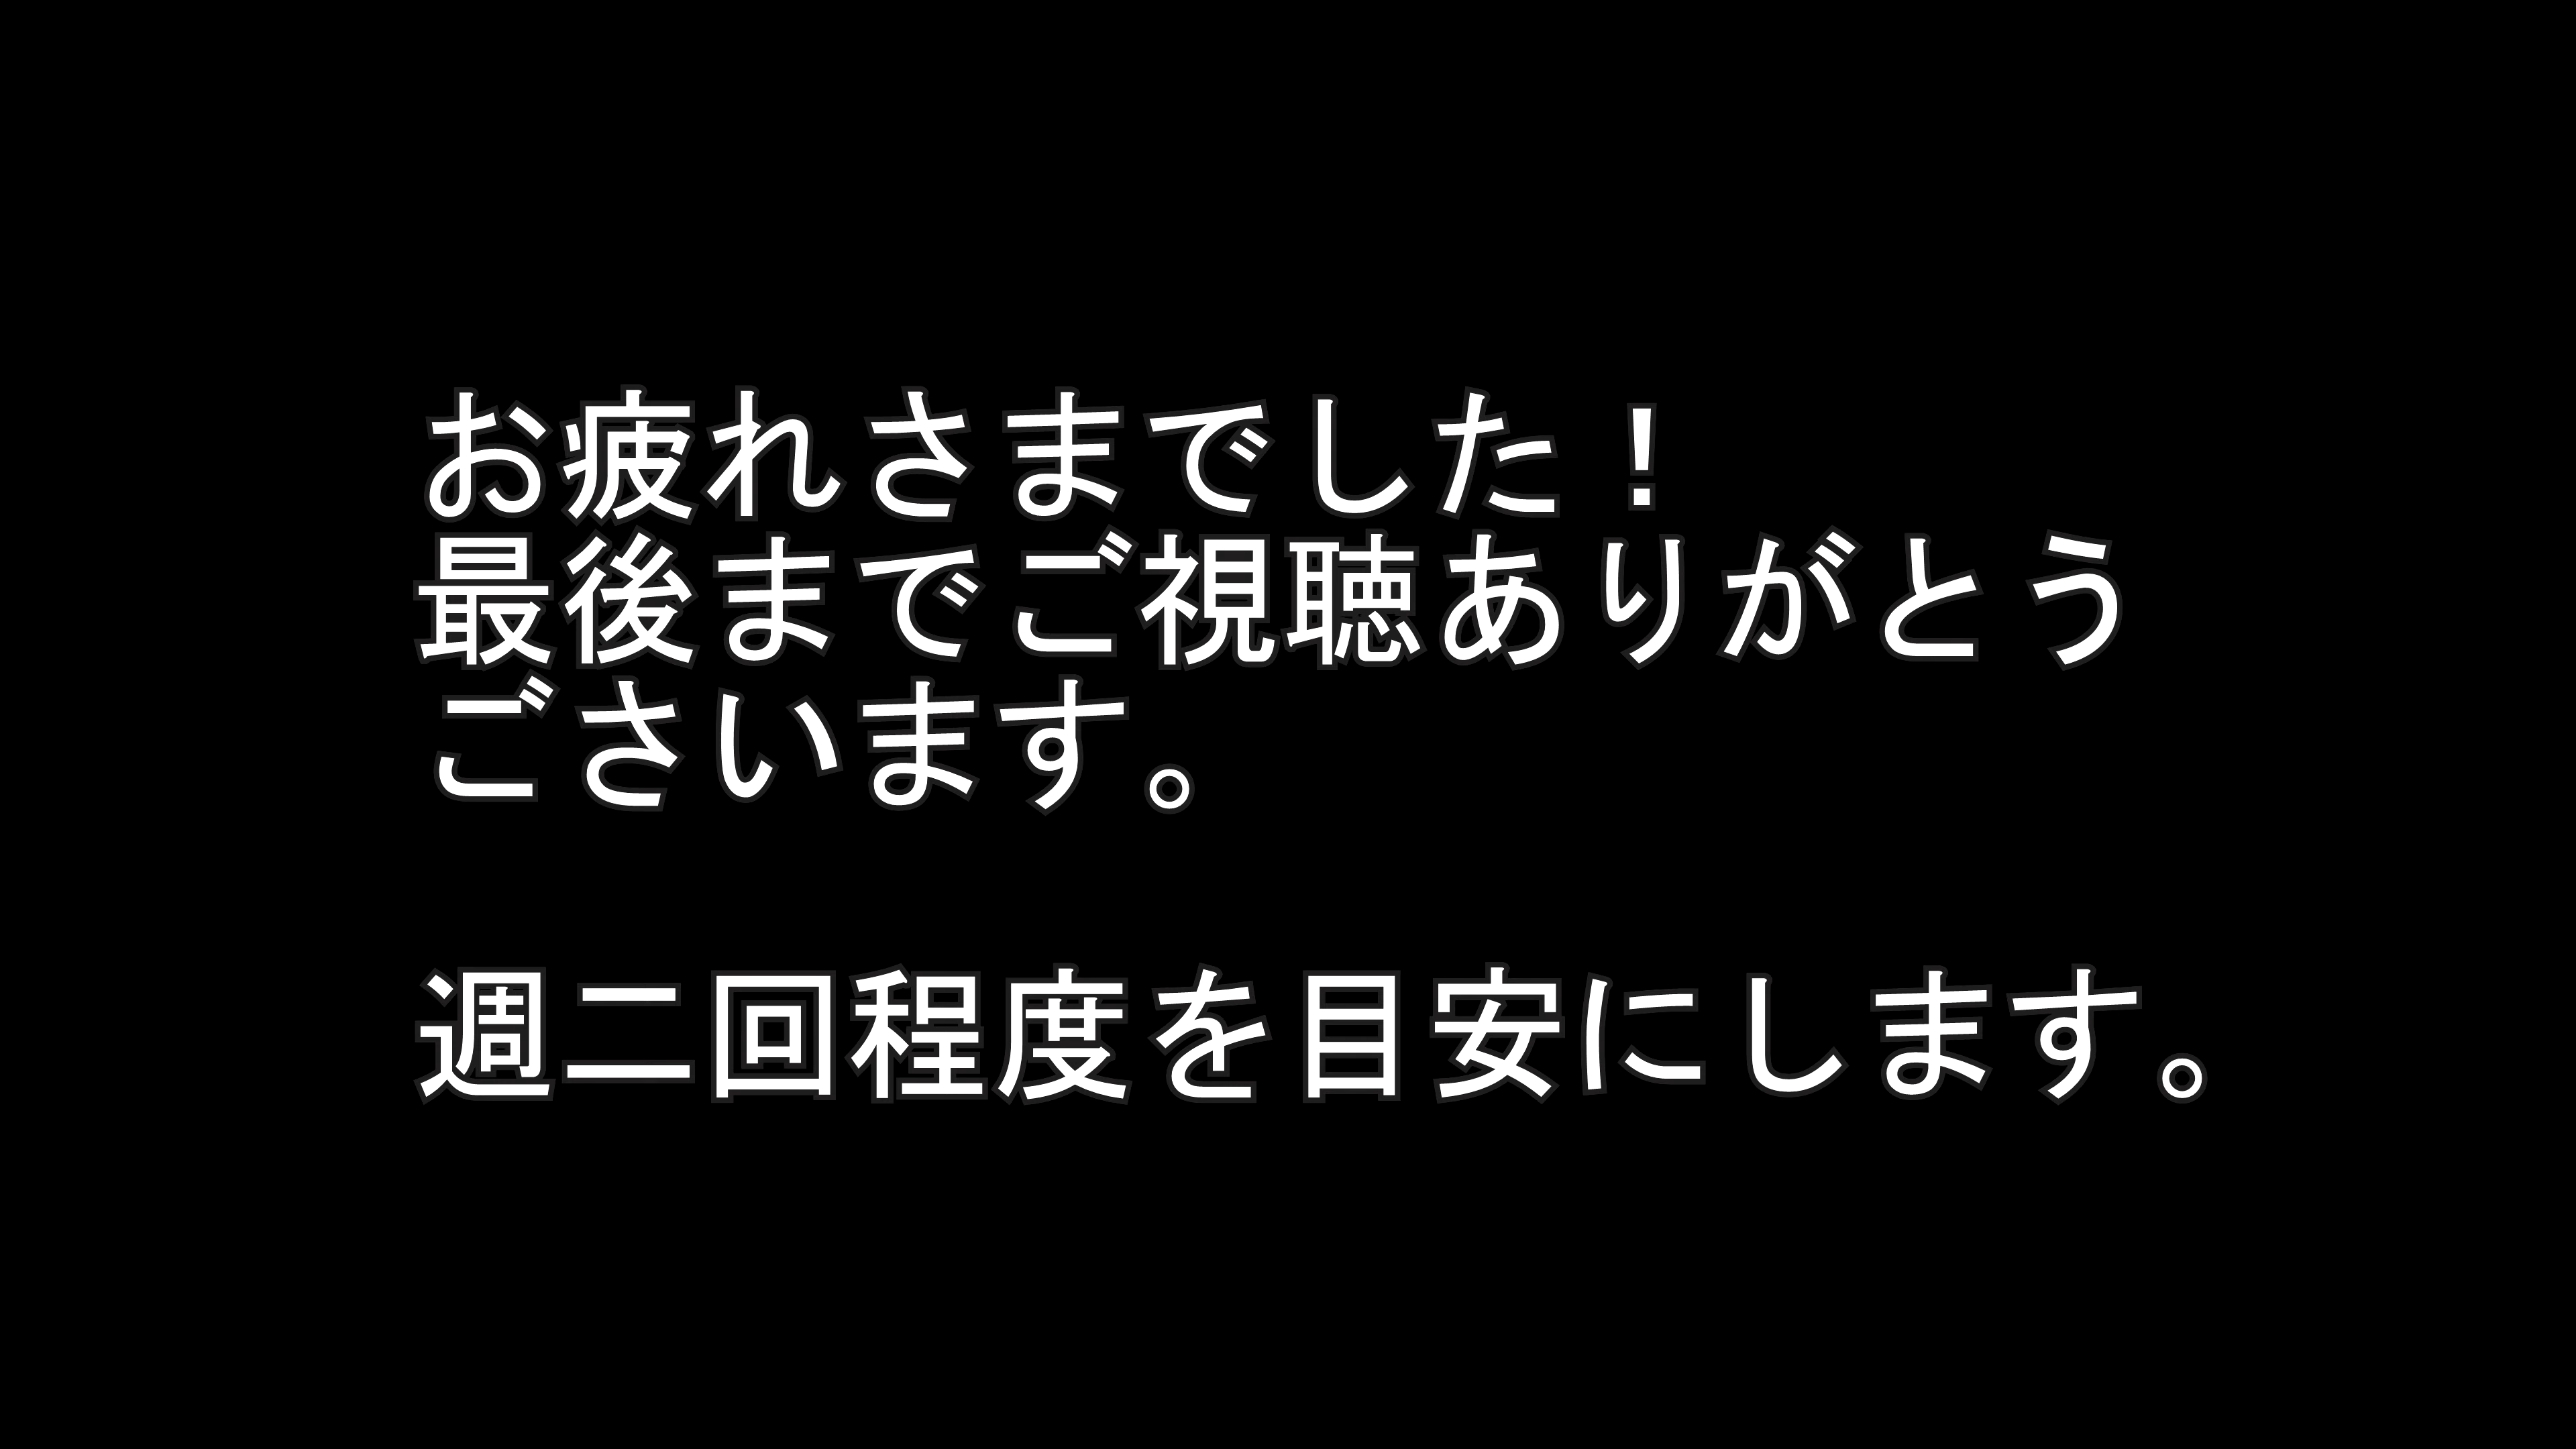 お疲れさまでした！
最後までご視聴ありがとう
ごさいます。
週二回程度を目安にします。